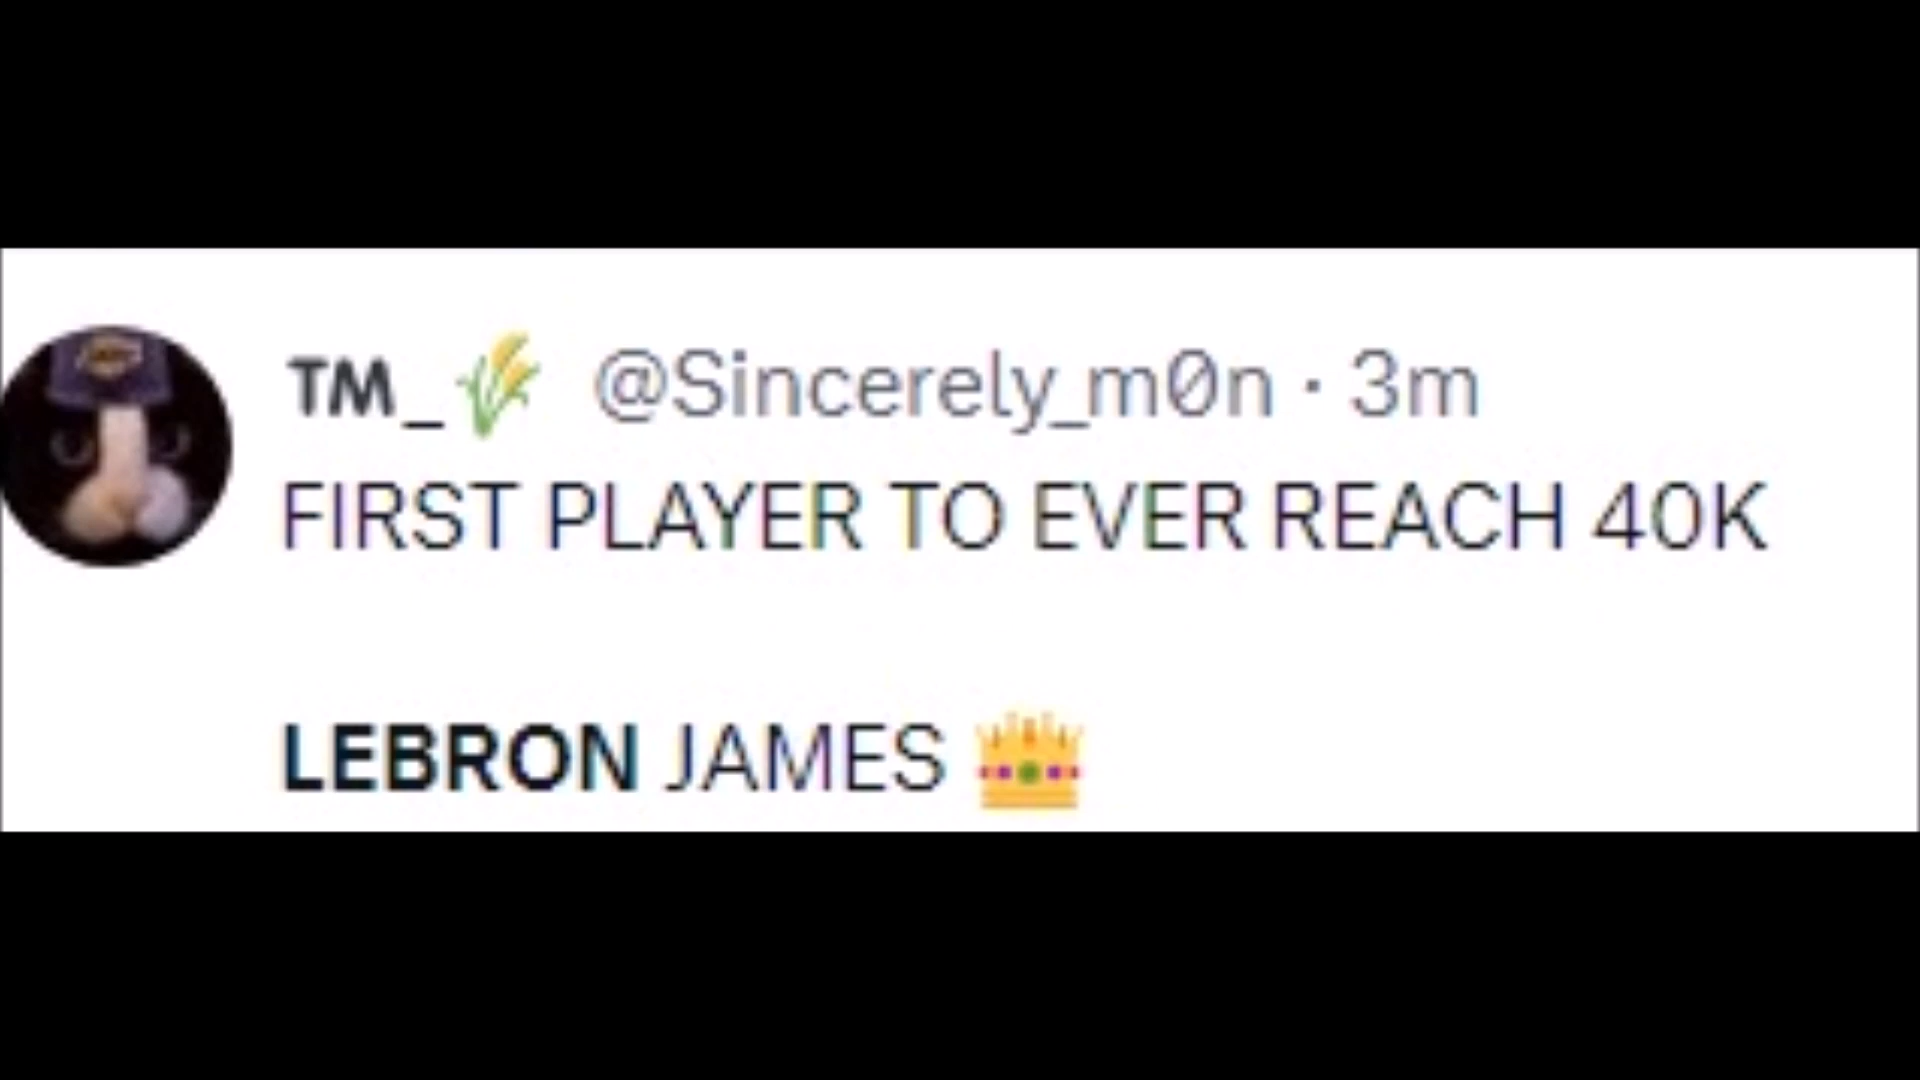 TM_🌾 @Sincerely_m0n · 3m
FIRST PLAYER TO EVER REACH 40K
LEBRON JAMES 👑